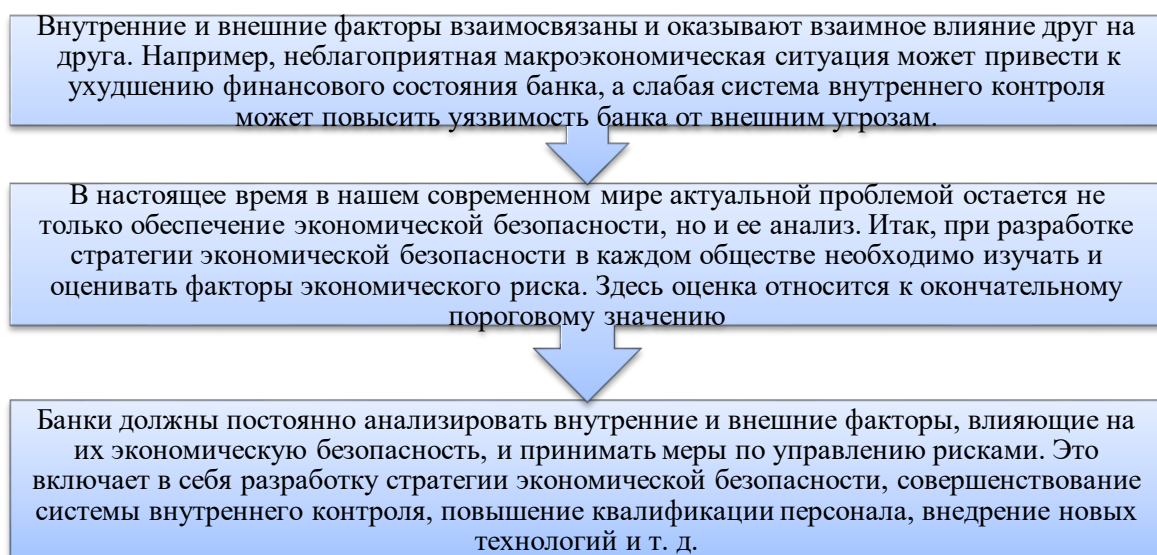 Внутренние и внешние факторы взаимосвязаны и оказывают взаимное влияние друг на
друга. Например, неблагоприятная макроэкономическая ситуация может привести к
ухудшению финансового состояния банка, а слабая система внутреннего контроля
может повысить уязвимость банка от внешним угрозам.
В настоящее время в нашем современном мире актуальной проблемой остается не
только обеспечение экономической безопасности, но и ее анализ. Итак, при разработке
стратегии экономической безопасности в каждом обществе необходимо изучать и
оценивать факторы экономического риска. Здесь оценка относится к окончательному
пороговому значению
Банки должны постоянно анализировать внутренние и внешние факторы, влияющие на
их экономическую безопасность, и принимать меры по управлению рисками. Это
включает в себя разработку стратегии экономической безопасности, совершенствование
системы внутреннего контроля, повышение квалификации персонала, внедрение новых
технологий и т. д.